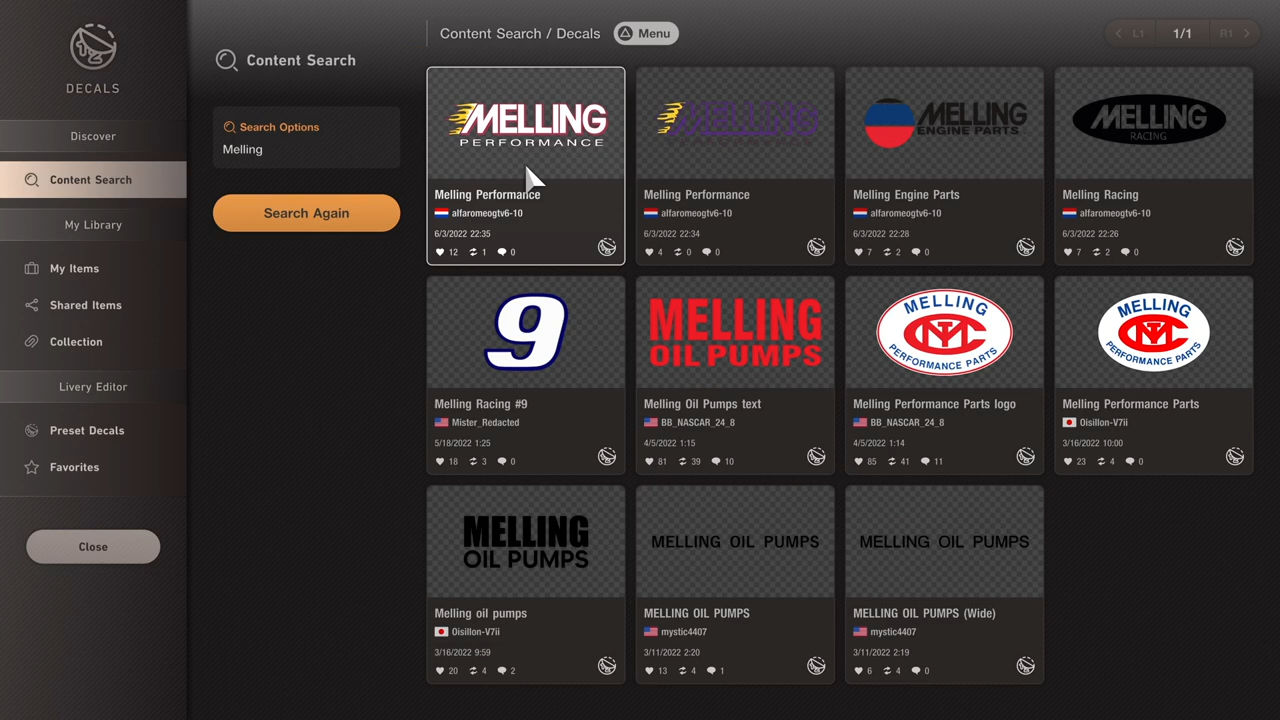 DECALS
Discover
Content Search
My Library
My Items
Shared Items
Collection
Livery Editor
Preset Decals
Favorites
Close
Content Search
Search Options
Melling
Search Again
Content Search / Decals
Menu
L1
1/1
R1
MELLING
PERFORMANCE
Melling Performance
alfaromeogtv6-10
6/3/2022 22:35
12 1 0
MELLING
PERFORMANCE
Melling Performance
alfaromeogtv6-10
6/3/2022 22:34
4 0 0
MELLING
ENGINE PARTS
Melling Engine Parts
alfaromeogtv6-10
6/3/2022 22:28
7 2 0
MELLING
RACING
Melling Racing
alfaromeogtv6-10
6/3/2022 22:26
7 2 0
9
Melling Racing #9
Mister_Redacted
5/18/2022 1:25
18 3 0
MELLING
OIL PUMPS
Melling Oil Pumps text
BB_NASCAR_24_8
4/5/2022 1:15
81 39 10
MELLING
PERFORMANCE PARTS
Melling Performance Parts logo
BB_NASCAR_24_8
4/5/2022 1:14
85 41 11
MELLING
PERFORMANCE PARTS
Melling Performance Parts
Oisillon-V7ii
3/16/2022 10:00
23 4 0
MELLING
OIL PUMPS
Melling oil pumps
Oisillon-V7ii
3/16/2022 9:59
20 4 2
MELLING OIL PUMPS
MELLING OIL PUMPS
mystic4407
3/11/2022 2:20
13 4 1
MELLING OIL PUMPS
MELLING OIL PUMPS (Wide)
mystic4407
3/11/2022 2:19
6 4 0